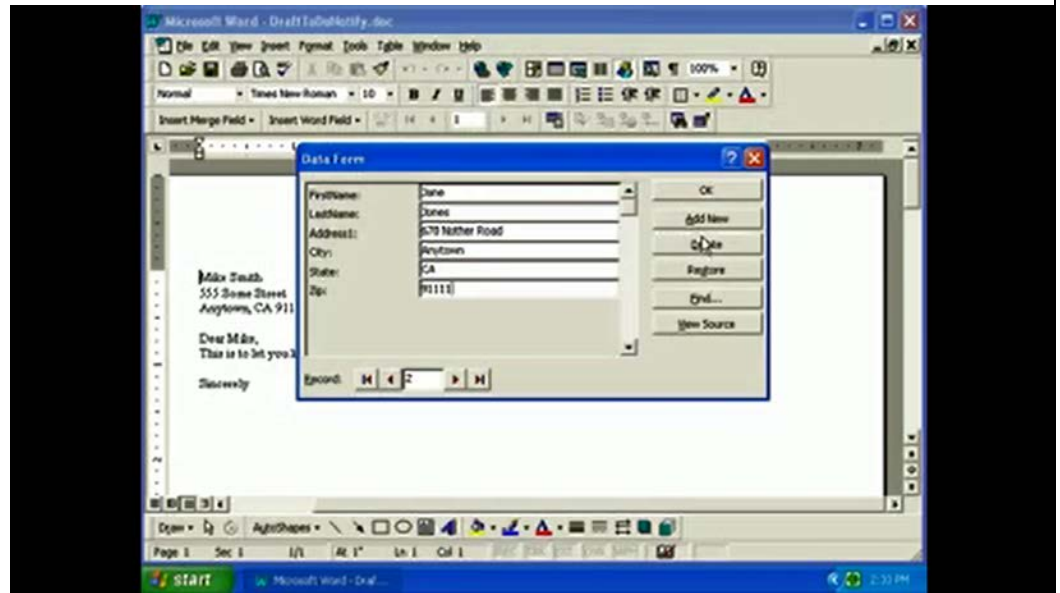 Microsoft Word - DraftToDoNotify.doc
File Edit View Insert Format Tools Table Window Help
100%
Normal Times New Roman 10 B I U
Insert Merge Field Insert Word Field 1
Data Form
FirstName: Jane
LastName: Jones
Address1: 678 Nother Road
City: Anytown
State: CA
Zip: 91111
OK
Add New
Delete
Restore
Find...
View Source
Record: 2
Mike Smith
555 Some Street
Anytown, CA 911
Dear Mike,
This is to let you k
Sincerely
Draw AutoShapes
Page 1 Sec 1 1/1 At 1" Ln 1 Col 1
start Microsoft Word - Draf... 2:33 PM